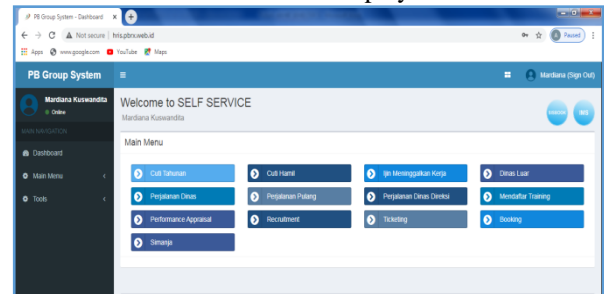 PB Group System - Dashboard
Not secure | hris.pbrx.web.id
Paused
Apps www.google.com YouTube Maps
PB Group System
Mardiana (Sign Out)
Mardiana Kuswandita
Online
Welcome to SELF SERVICE
Mardiana Kuswandita
MAIN NAVIGATION
Dashboard
Main Menu
Tools
Main Menu
Cuti Tahunan Cuti Hamil Ijin Meninggalkan Kerja Dinas Luar
Perjalanan Dinas Perjalanan Pulang Perjalanan Dinas Direksi Mendaftar Training
Performance Appraisal Recruitment Ticketing Booking
Simanja